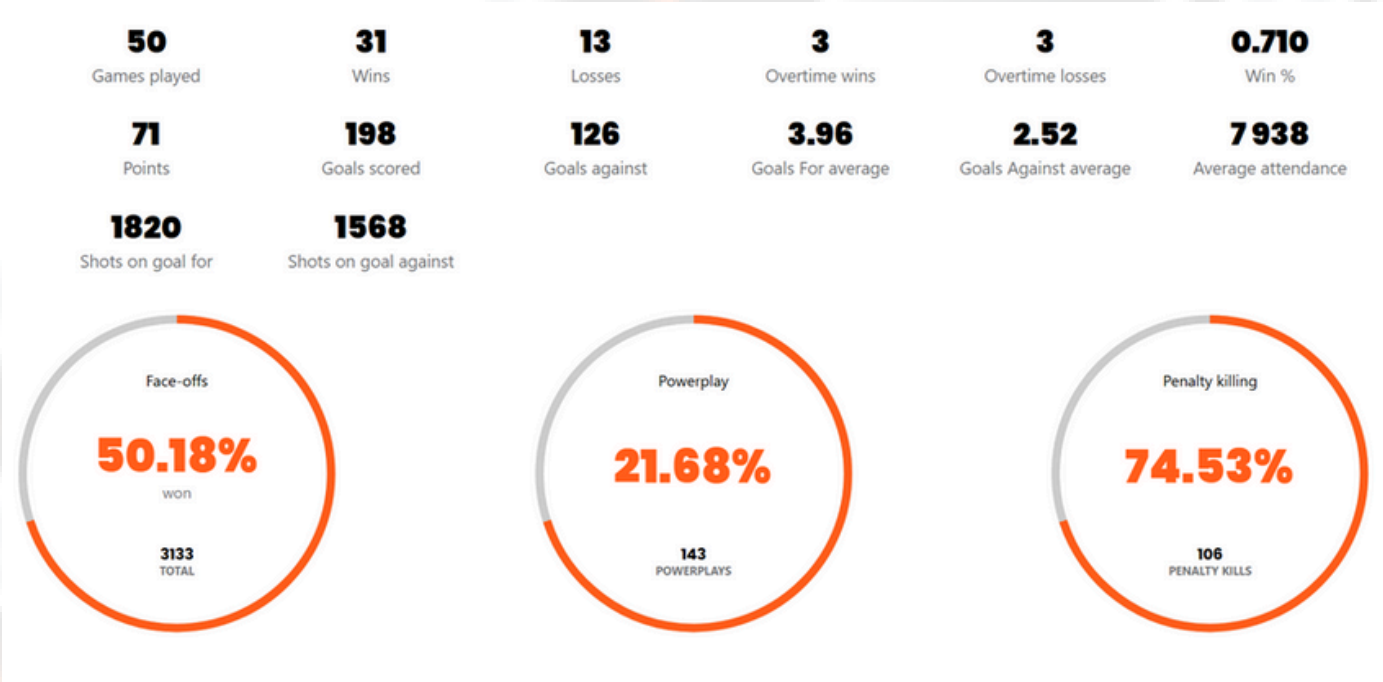 50 31 13 3 3 0.710
Games played Wins Losses Overtime wins Overtime losses Win %
71 198 126 3.96 2.52 7 938
Points Goals scored Goals against Goals For average Goals Against average Average attendance
1820 1568
Shots on goal for Shots on goal against
Face-offs Powerplay Penalty killing
50.18% 21.68% 74.53%
won
3133 143 106
TOTAL POWERPLAYS PENALTY KILLS